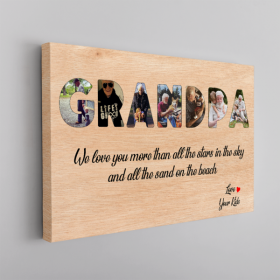 GRANDPA
We love you more than all the stars in the sky
and all the sand on the beach
Love
Your Kids